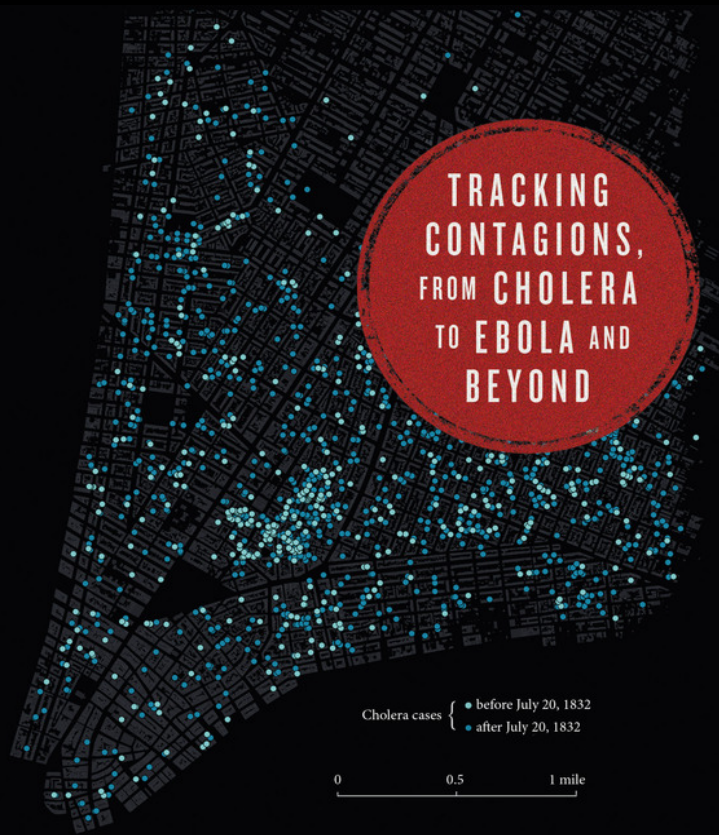 TRACKING
CONTAGIONS,
FROM CHOLERA
TO EBOLA AND
BEYOND
Cholera cases
before July 20, 1832
after July 20, 1832
0 0.5 1 mile